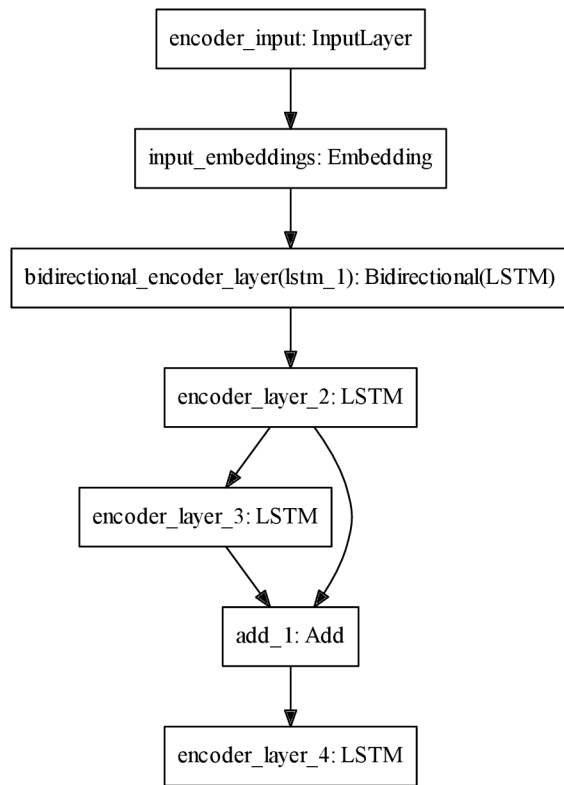 encoder_input: InputLayer
input_embeddings: Embedding
bidirectional_encoder_layer(lstm_1): Bidirectional(LSTM)
encoder_layer_2: LSTM
encoder_layer_3: LSTM
add_1: Add
encoder_layer_4: LSTM